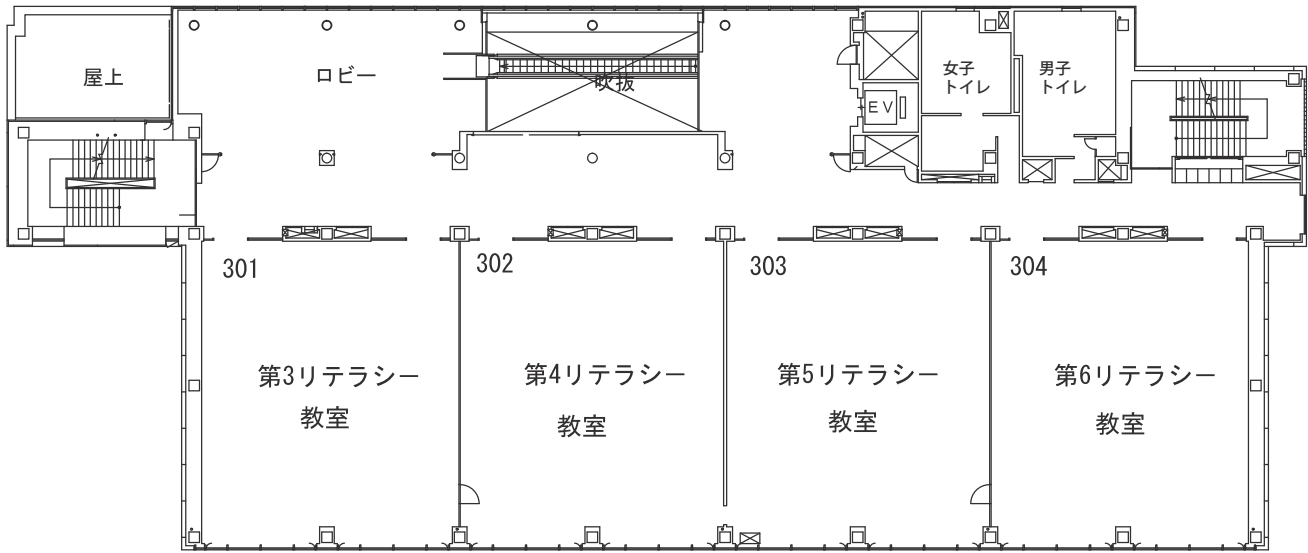 屋上
ロビー
吹抜
EV
女子
トイレ
男子
トイレ
301
302
303
304
第3リテラシー
教室
第4リテラシー
教室
第5リテラシー
教室
第6リテラシー
教室